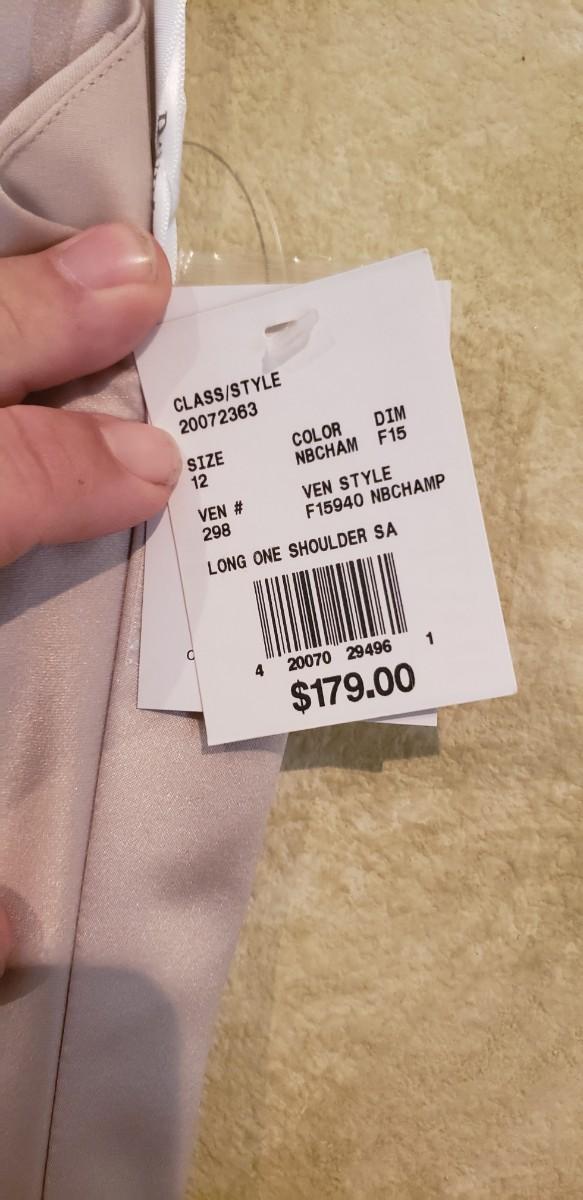 CLASS/STYLE
20072363
SIZE COLOR DIM
12 NBCHAM F15
VEN # VEN STYLE
298 F15940 NBCHAMP
LONG ONE SHOULDER SA
4 20070 29496 1
$179.00